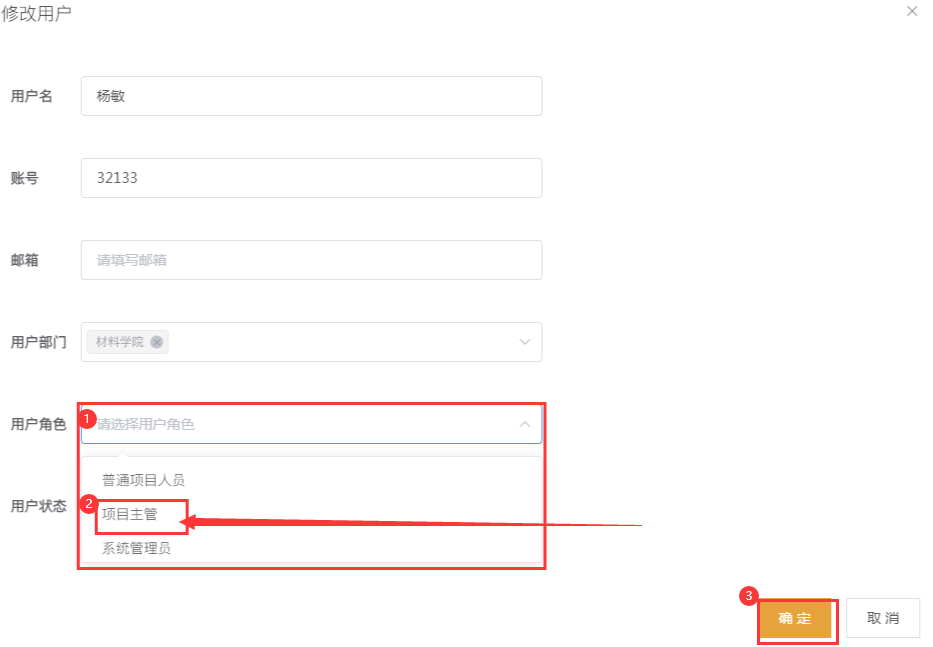 修改用户
用户名 杨敏
账号 32133
邮箱 请填写邮箱
用户部门 材料学院
用户角色 1 请选择用户角色
普通项目人员
用户状态 2 项目主管
系统管理员
3 确定 取消